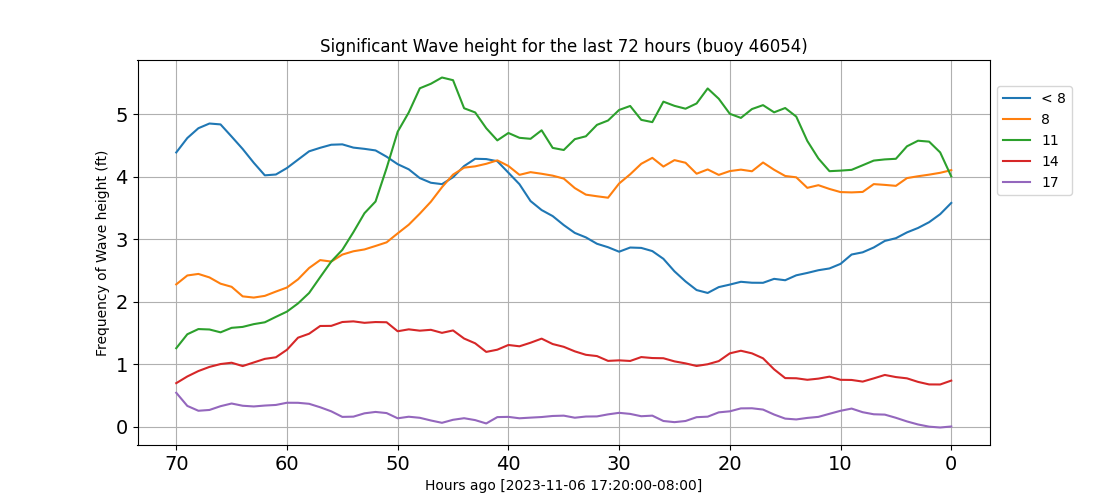 Significant Wave height for the last 72 hours (buoy 46054)
Frequency of Wave height (ft)
5
4
3
2
1
0
70 60 50 40 30 20 10 0
Hours ago [2023-11-06 17:20:00-08:00]
< 8
8
11
14
17